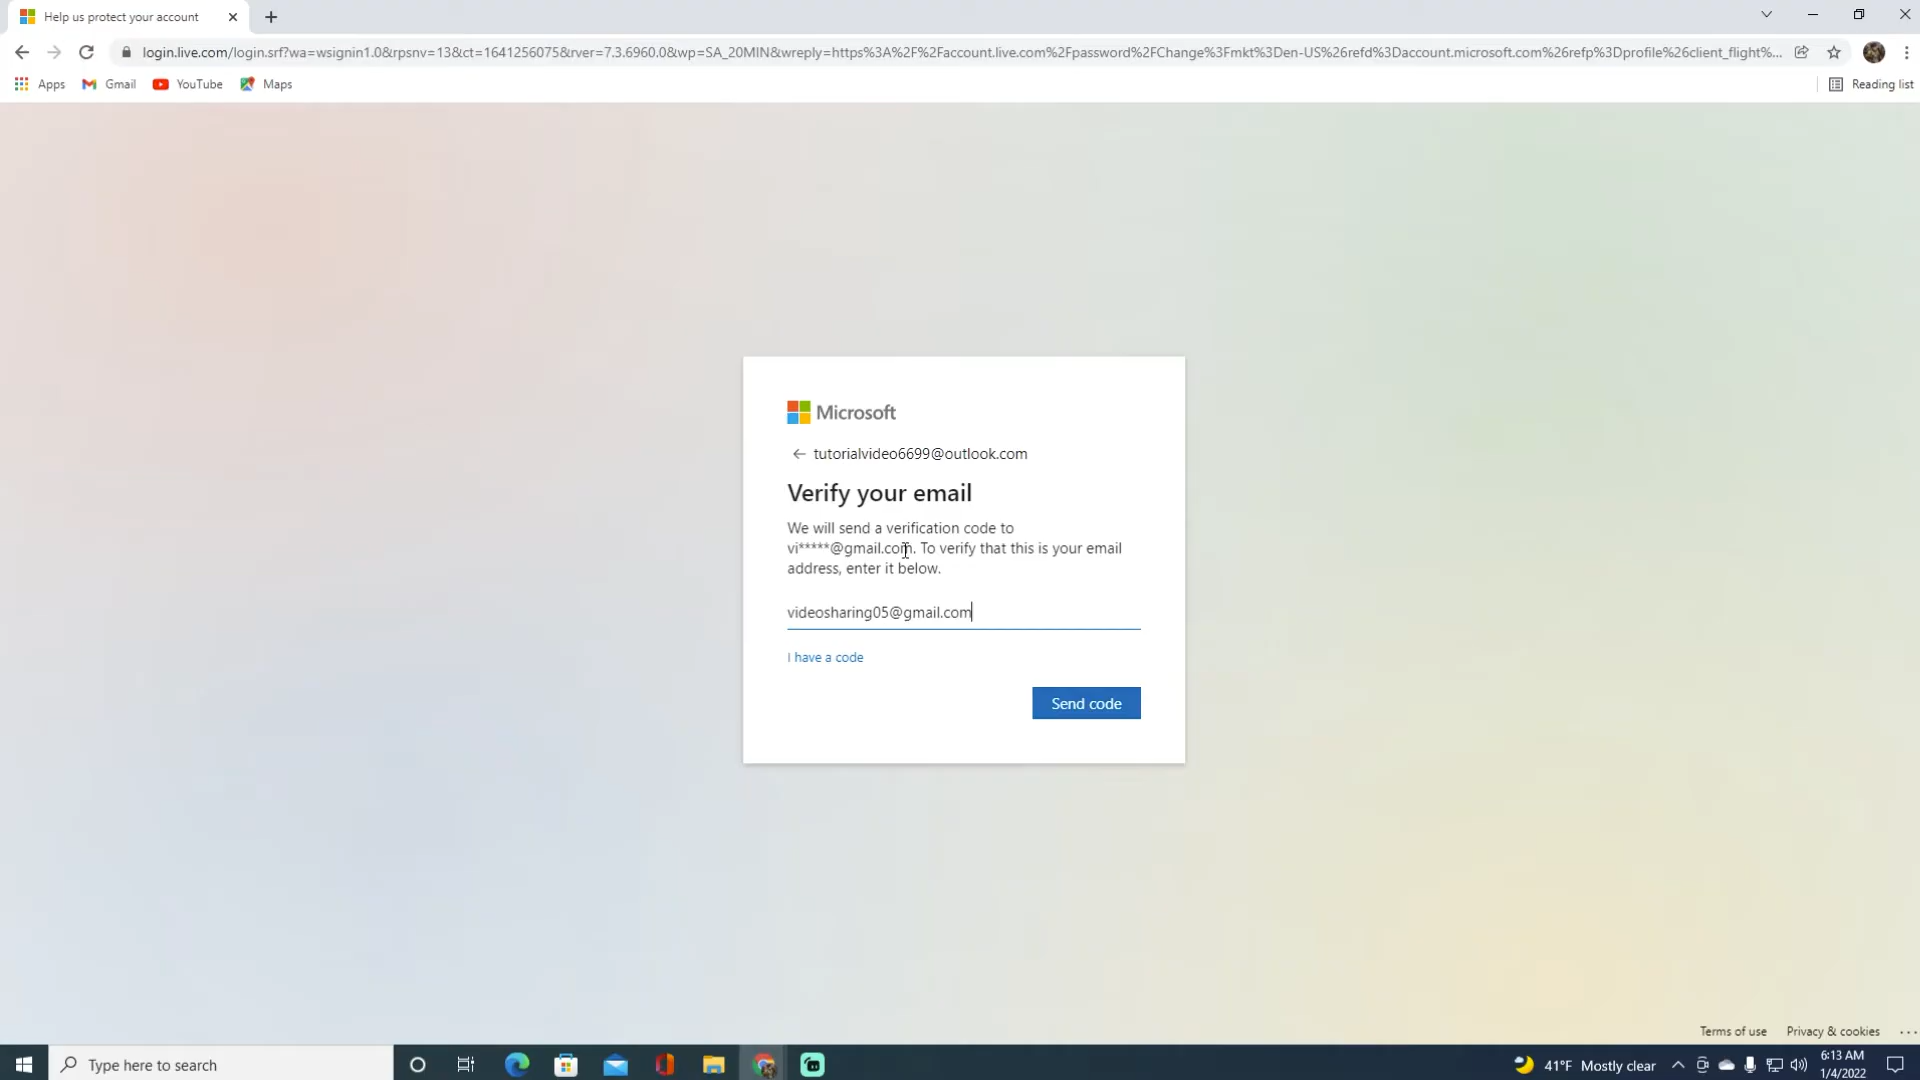 Help us protect your account
login.live.com/login.srf?wa=wsignin1.0&rpsnv=13&ct=1641256075&rver=7.3.6960.0&wp=SA_20MIN&wreply=https%3A%2F%2Faccount.live.com%2Fpassword%2FChange%3Fmkt%3Den-US%26refd%3Daccount.microsoft.com%26refp%3Dprofile%26client_flight%...
Apps Gmail YouTube Maps Reading list
Microsoft
tutorialvideo6699@outlook.com
Verify your email
We will send a verification code to
vi*****@gmail.com. To verify that this is your email
address, enter it below.
videosharing05@gmail.com
I have a code
Send code
Terms of use Privacy & cookies ...
Type here to search
41°F Mostly clear
6:13 AM
1/4/2022